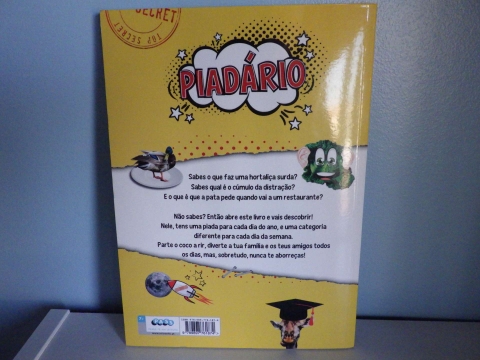 SECRET
TOP SECRET
O
PIADÁRIO
Sabes o que faz uma hortaliça surda?
Sabes qual é o cúmulo da distração?
E o que é que a pata pede quando vai a um restaurante?
Não sabes? Então abre este livro e vais descobrir!
Nele, tens uma piada para cada dia do ano, e uma categoria
diferente para cada dia da semana.
Parte o coco a rir, diverte a tua família e os teus amigos todos
os dias, mas, sobretudo, nunca te aborreças!